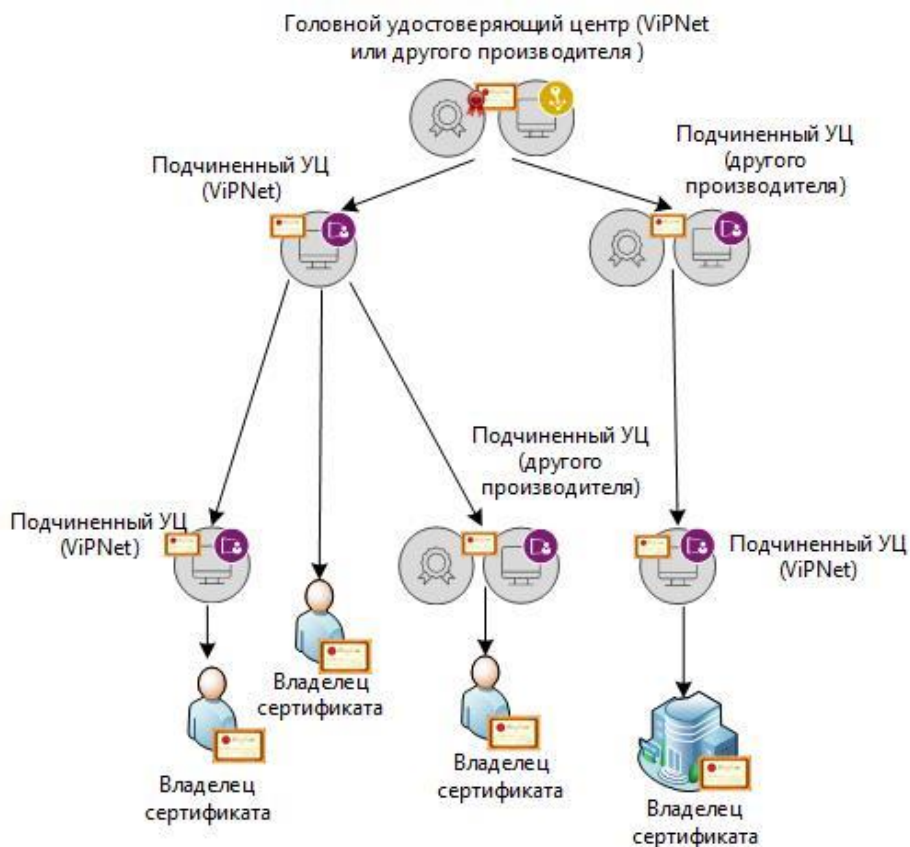 Головной удостоверяющий центр (ViPNet
или другого производителя )
Подчиненный УЦ
(ViPNet)
Подчиненный УЦ
(другого
производителя)
Подчиненный УЦ
(ViPNet)
Подчиненный УЦ
(другого
производителя)
Подчиненный УЦ
(ViPNet)
Владелец
сертификата
Владелец
сертификата
Владелец
сертификата
Владелец
сертификата